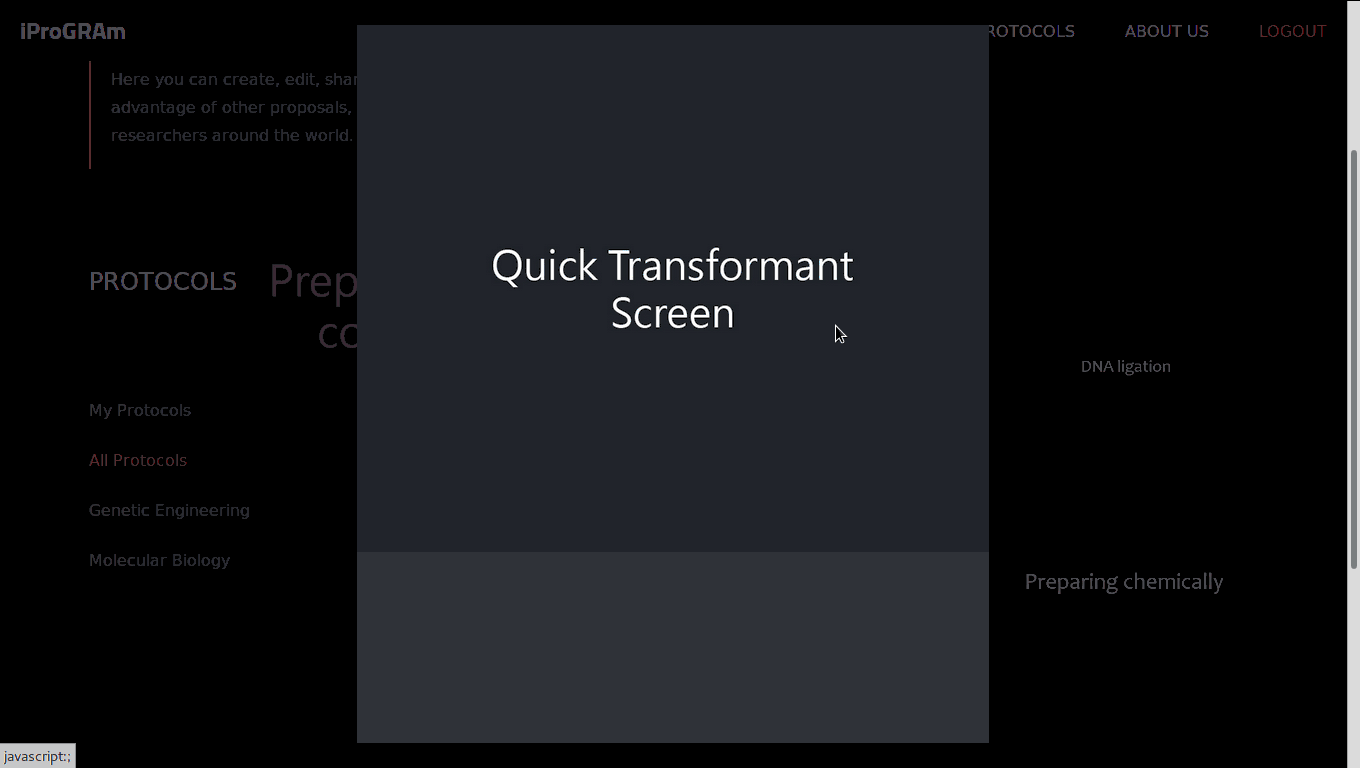 iProGRAm
ROTOCOLS
ABOUT US
LOGOUT
Here you can create, edit, shar
advantage of other proposals,
researchers around the world.
Quick Transformant
Screen
PROTOCOLS
Prep
co
DNA ligation
My Protocols
All Protocols
Genetic Engineering
Molecular Biology
Preparing chemically
javascript:;